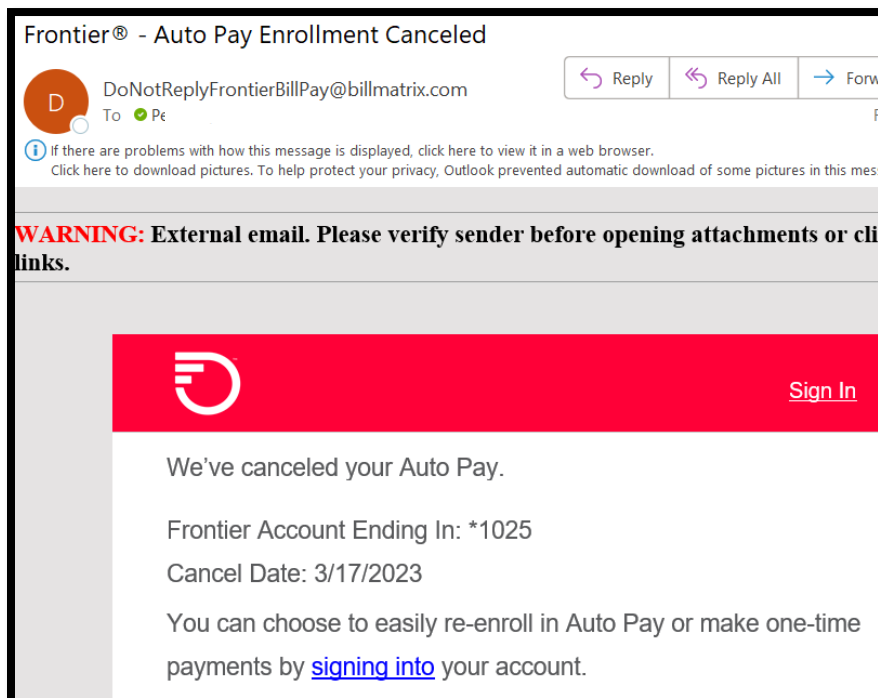 Frontier® - Auto Pay Enrollment Canceled
D
DoNotReplyFrontierBillPay@billmatrix.com
Reply
Reply All
To
If there are problems with how this message is displayed, click here to view it in a web browser.
Click here to download pictures. To help protect your privacy, Outlook prevented automatic download of some pictures in this
WARNING: External email. Please verify sender before opening attachments or
links.
Sign In
We've canceled your Auto Pay.
Frontier Account Ending In: *1025
Cancel Date: 3/17/2023
You can choose to easily re-enroll in Auto Pay or make one-time
payments by signing into your account.